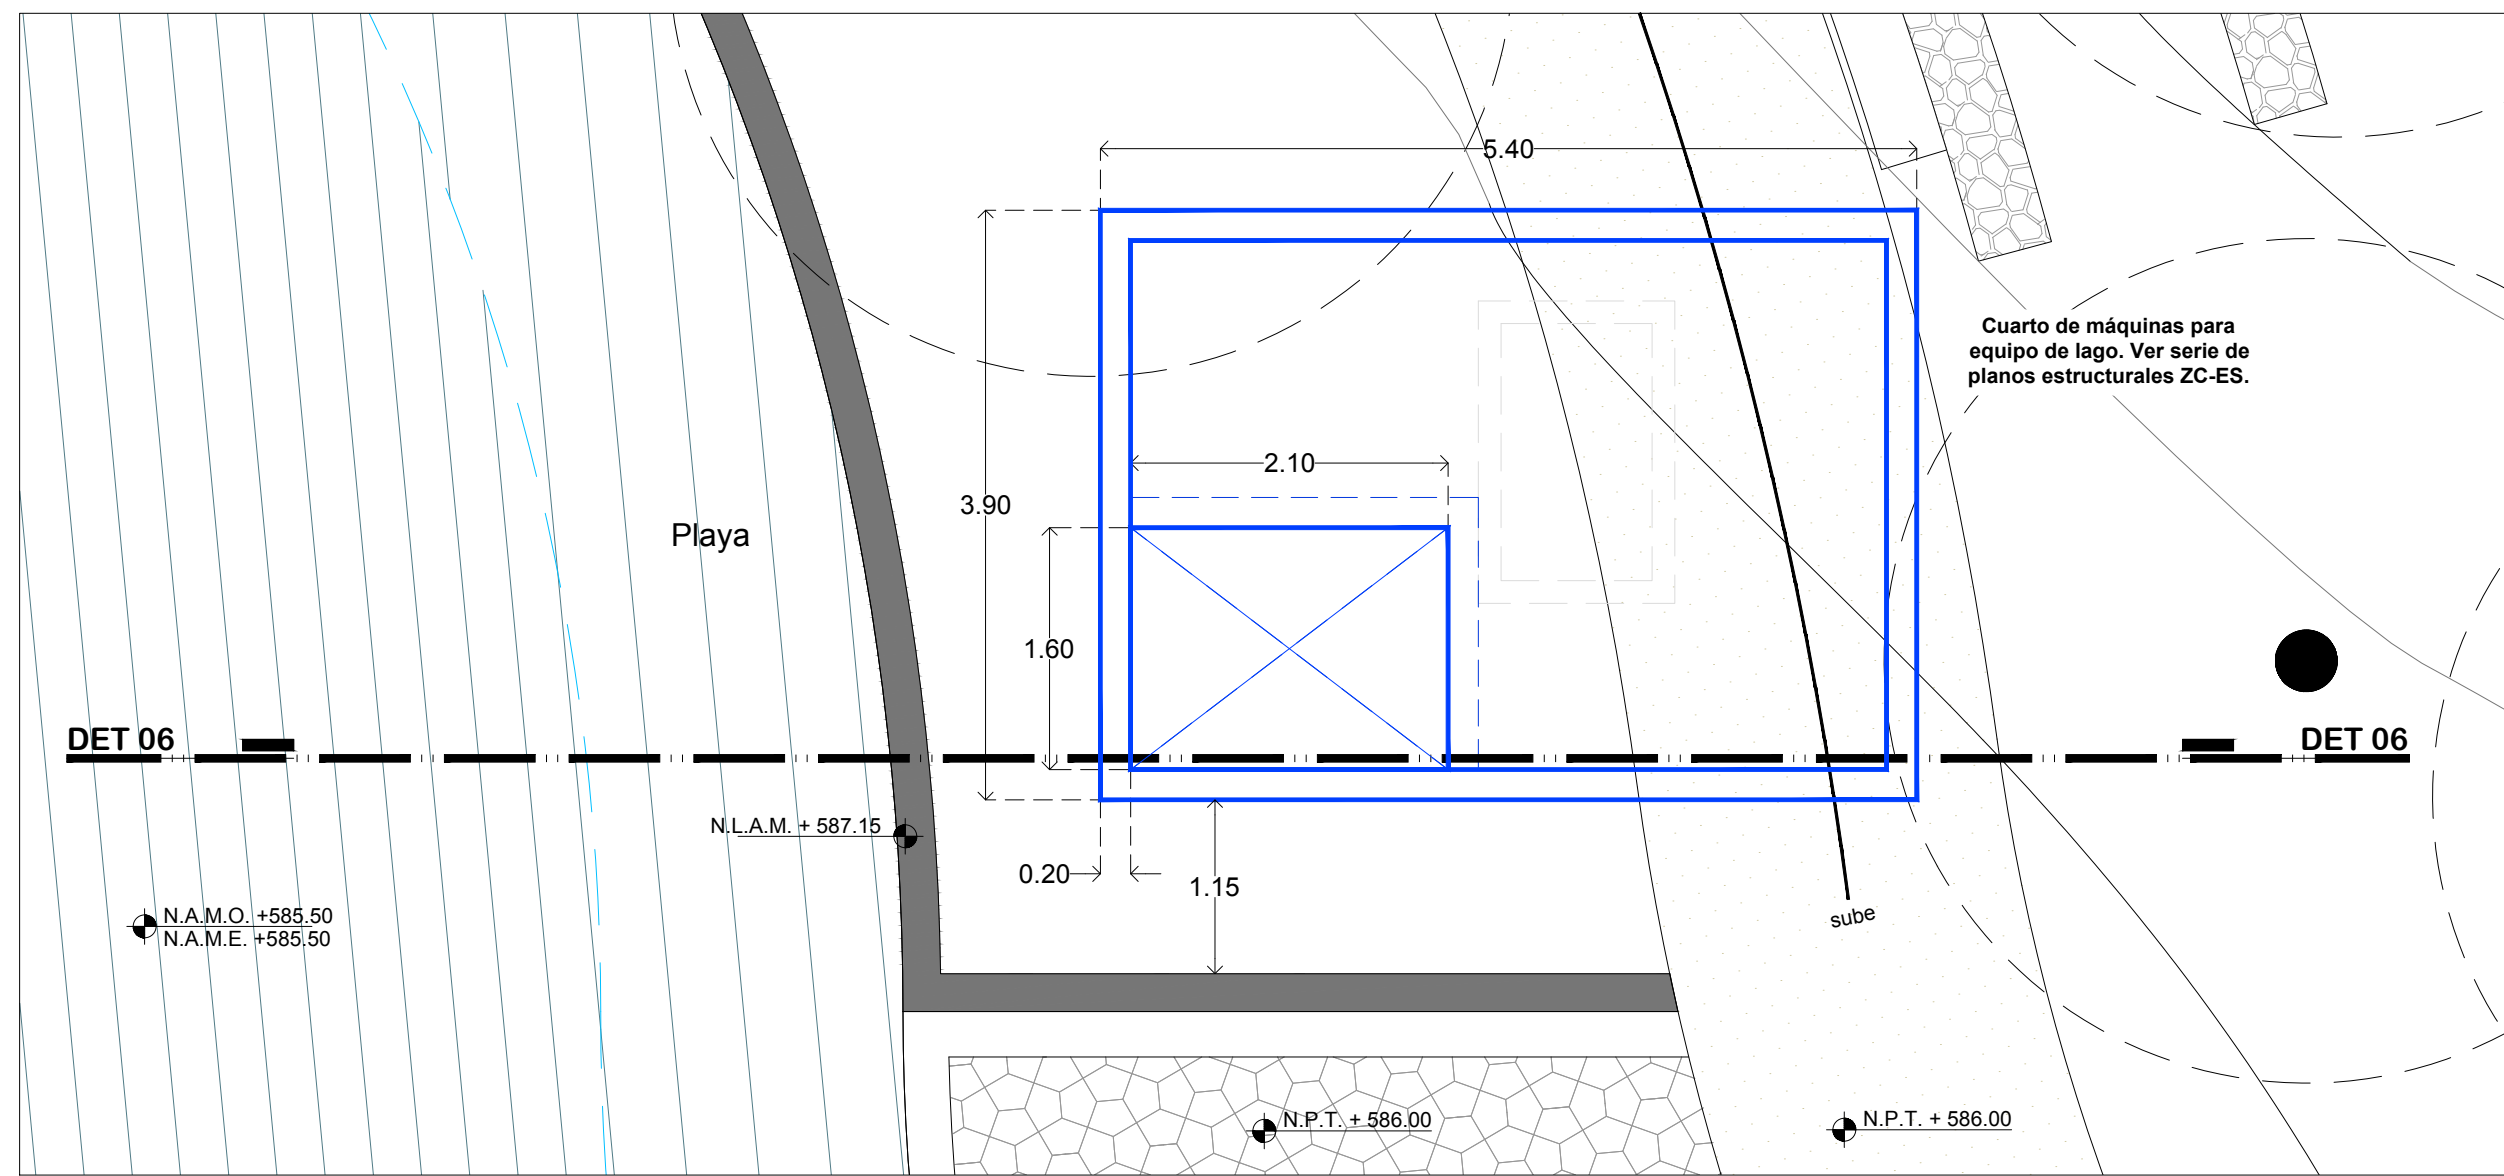 5.40
Cuarto de máquinas para
equipo de lago. Ver serie de
planos estructurales ZC-ES.
2.10
3.90
Playa
1.60
DET 06
DET 06
N.L.A.M. + 587.15
0.20
1.15
N.A.M.O. +585.50
N.A.M.E. +585.50
sube
N.P.T. + 586.00
N.P.T. + 586.00